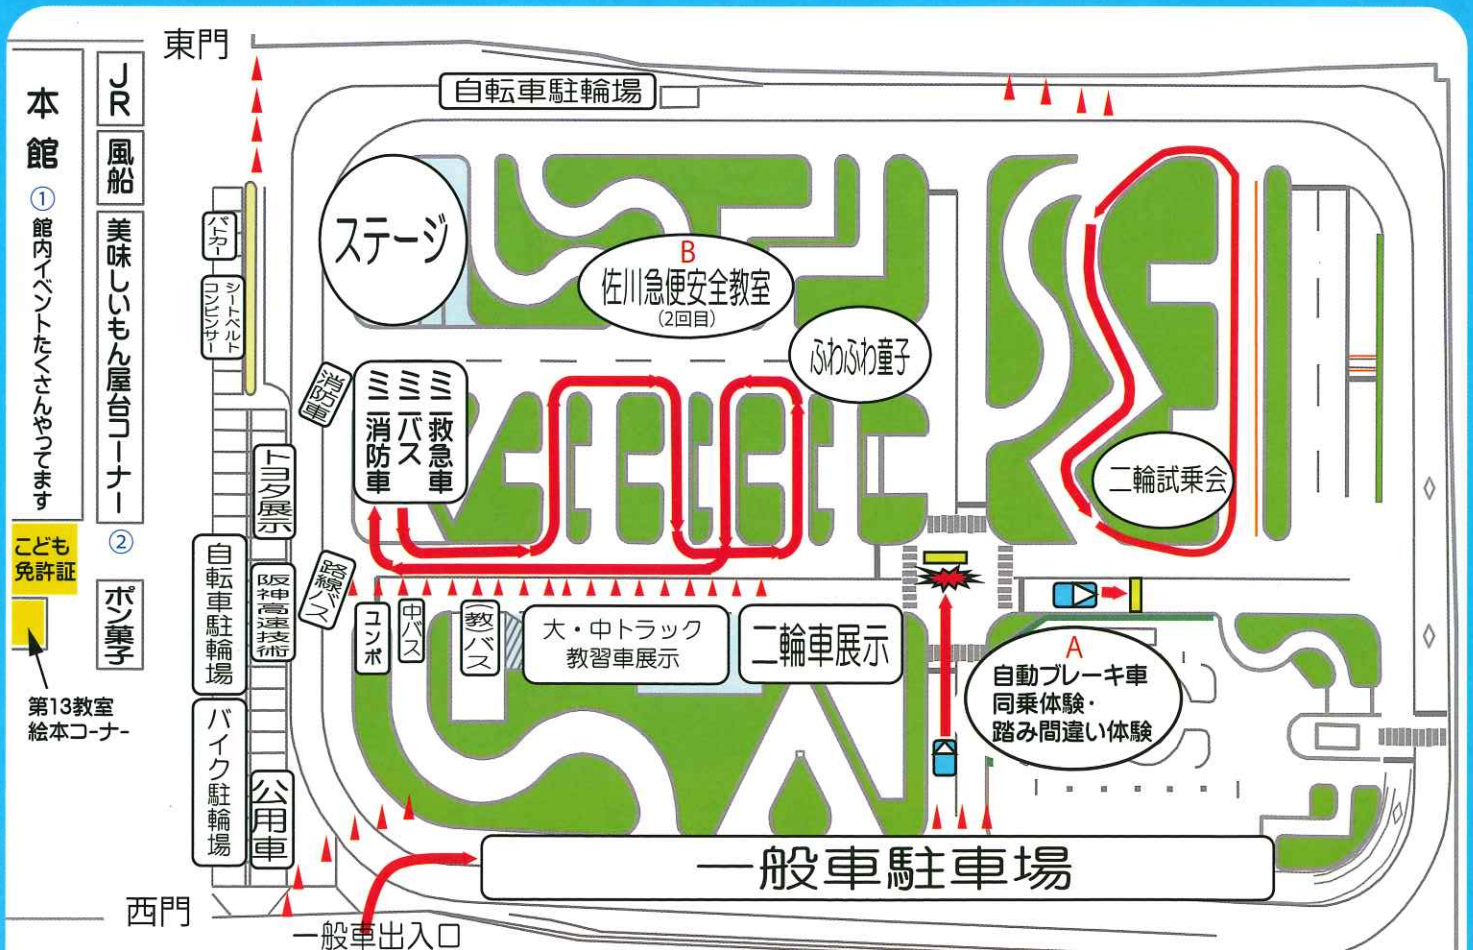 東門
自転車駐輪場
JR
風船
美味しいもん屋台コーナー
②
ポン菓子
本館
①
館内イベントたくさんやってます
こども
免許証
第13教室
絵本コーナー
パトカー
シートベルト
コンビンサー
ステージ
B
佐川急便安全教室
(2回目)
ふわふわ童子
消防車
ミニ救急車
ミニバス
ミニ消防車
二輪試乗会
トヨタ展示
自転車駐輪場
阪神高速技術
路線バス
ユンボ
中バス
(教)バス
大・中トラック
教習車展示
二輪車展示
A
自動ブレーキ車
同乗体験・
踏み間違い体験
バイク駐輪場
公用車
一般車駐車場
西門
一般車出入口